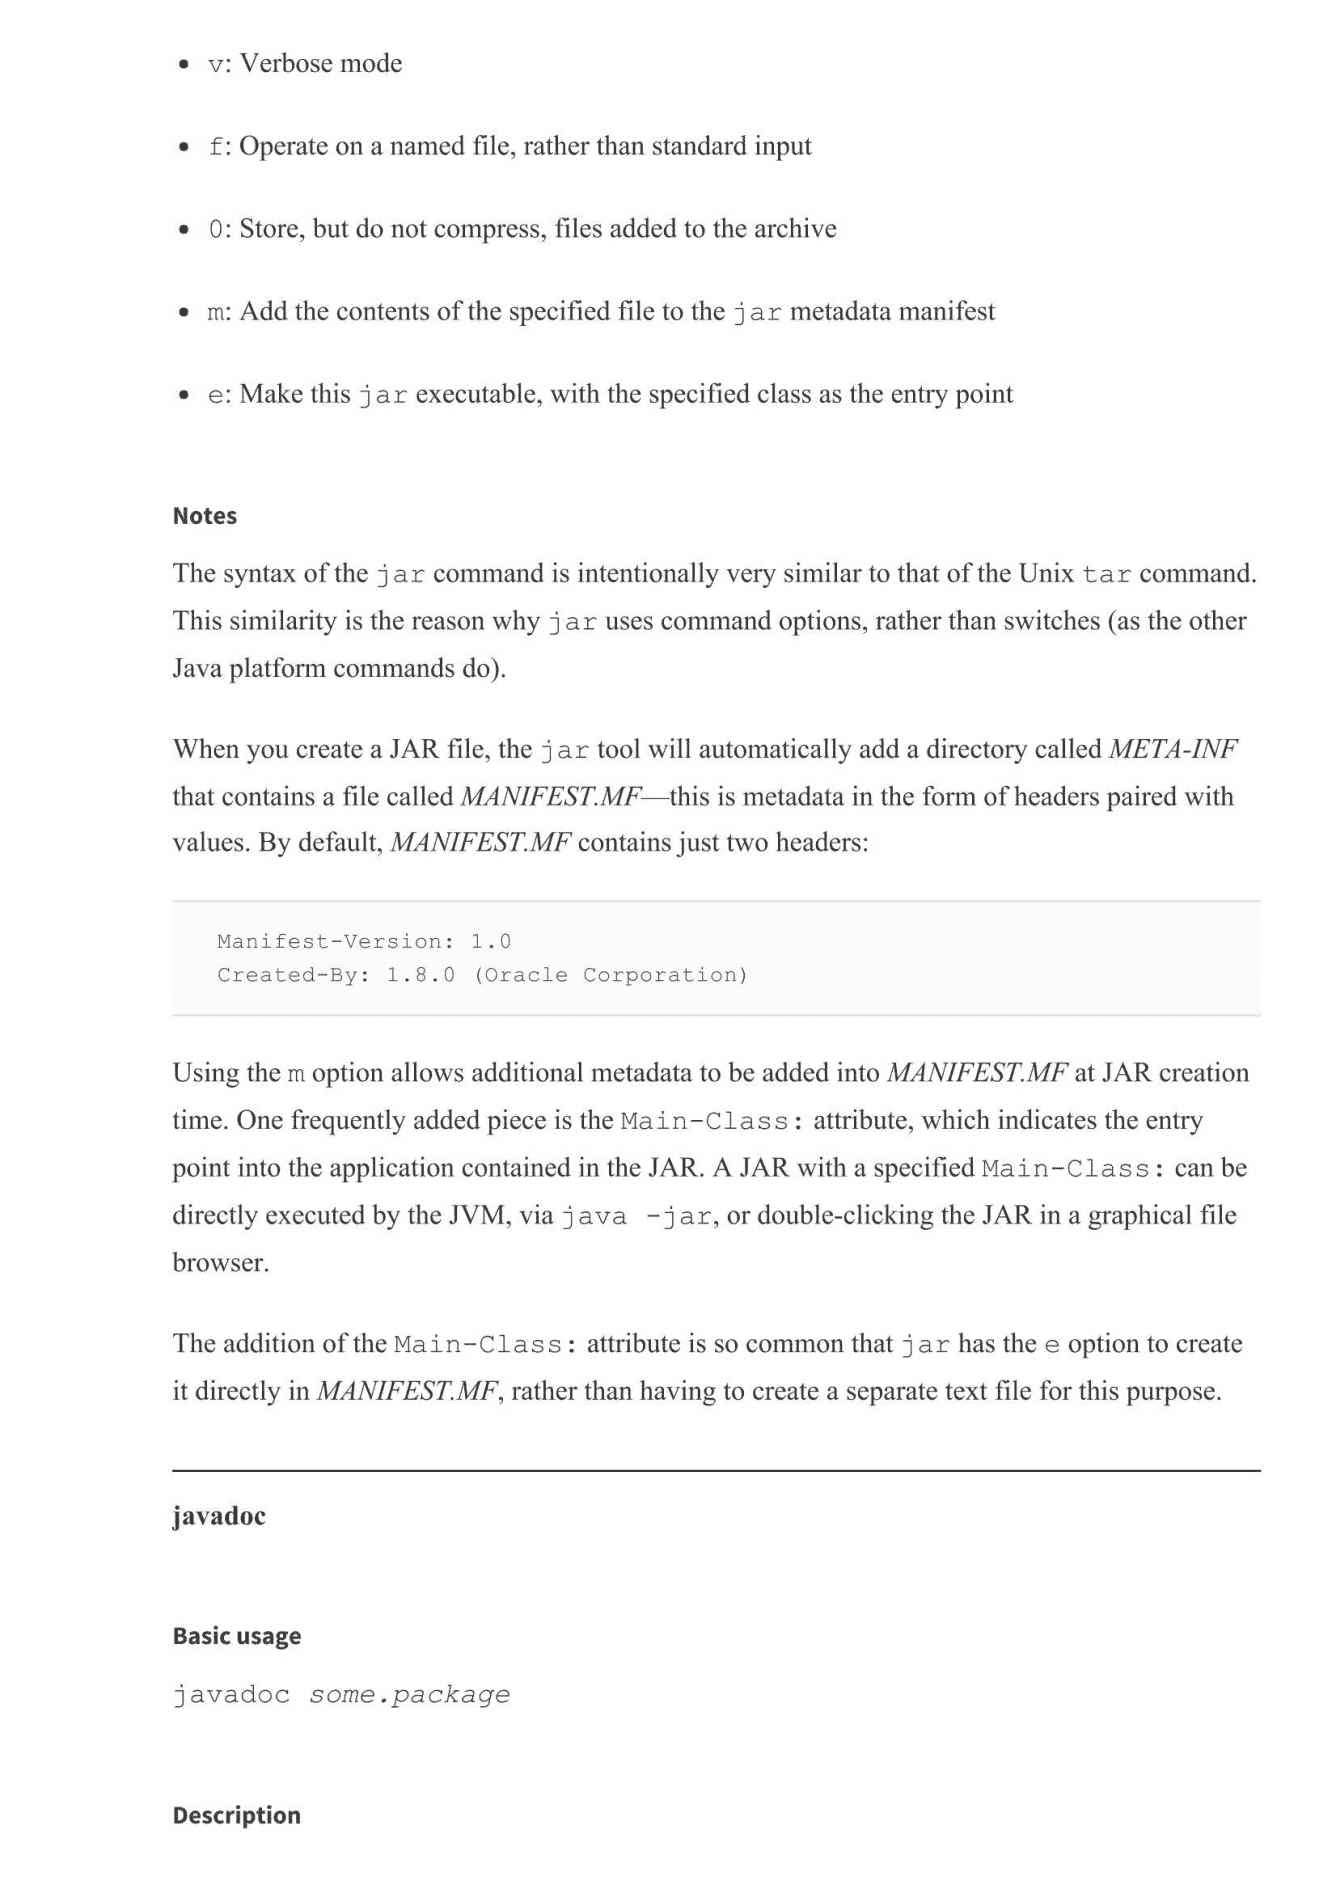 • v: Verbose mode
• f: Operate on a named file, rather than standard input
• 0: Store, but do not compress, files added to the archive
• m: Add the contents of the specified file to the jar metadata manifest
• e: Make this jar executable, with the specified class as the entry point
Notes
The syntax of the jar command is intentionally very similar to that of the Unix tar command.
This similarity is the reason why jar uses command options, rather than switches (as the other
Java platform commands do).
When you create a JAR file, the jar tool will automatically add a directory called META-INF
that contains a file called MANIFEST.MF—this is metadata in the form of headers paired with
values. By default, MANIFEST.MF contains just two headers:
Manifest-Version: 1.0
Created-By: 1.8.0 (Oracle Corporation)
Using the m option allows additional metadata to be added into MANIFEST.MF at JAR creation
time. One frequently added piece is the Main-Class: attribute, which indicates the entry
point into the application contained in the JAR. A JAR with a specified Main-Class: can be
directly executed by the JVM, via java -jar, or double-clicking the JAR in a graphical file
browser.
The addition of the Main-Class: attribute is so common that jar has the e option to create
it directly in MANIFEST.MF, rather than having to create a separate text file for this purpose.
javadoc
Basic usage
javadoc some.package
Description